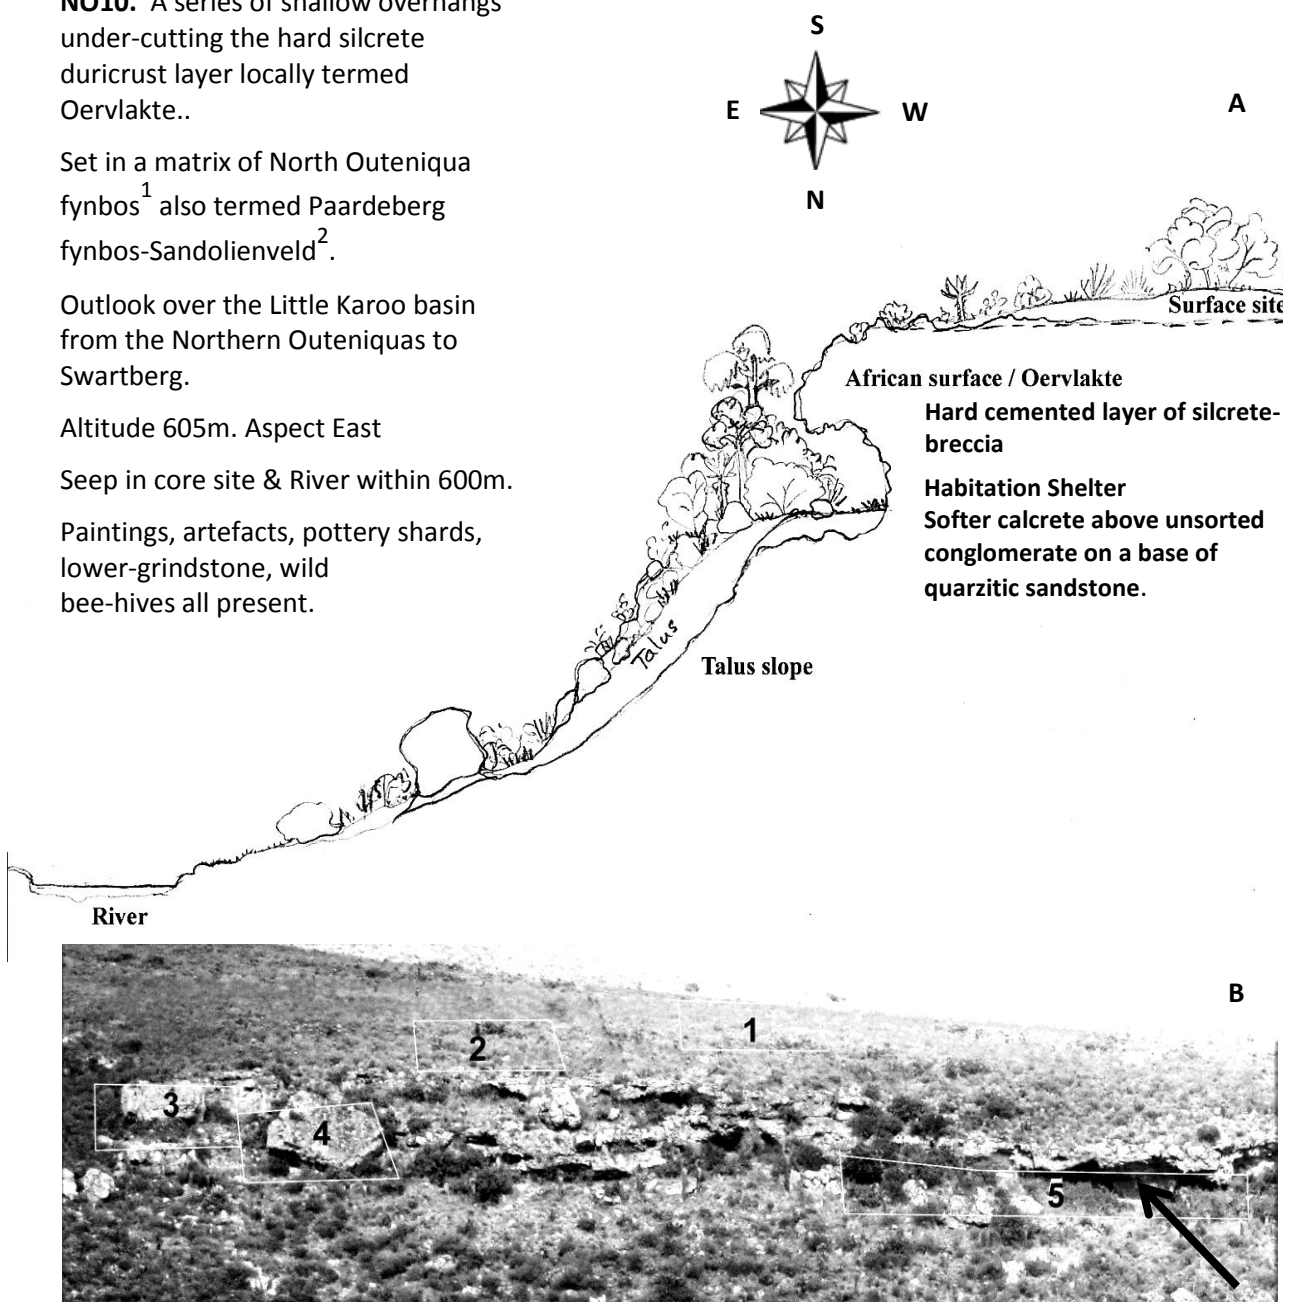 NO10. A series of shallow overhangs
under-cutting the hard silcrete
duricrust layer locally termed
Oervlakte..
Set in a matrix of North Outeniqua
fynbos1 also termed Paardeberg
fynbos-Sandolienveld2.
Outlook over the Little Karoo basin
from the Northern Outeniquas to
Swartberg.
Altitude 605m. Aspect East
Seep in core site & River within 600m.
Paintings, artefacts, pottery shards,
lower-grindstone, wild
bee-hives all present.
S
E
W
N
A
Surface site
African surface / Oervlakte
Hard cemented layer of silcrete-
breccia
Habitation Shelter
Softer calcrete above unsorted
conglomerate on a base of
quarzitic sandstone.
Talus
Talus slope
River
B
1
2
3
4
5